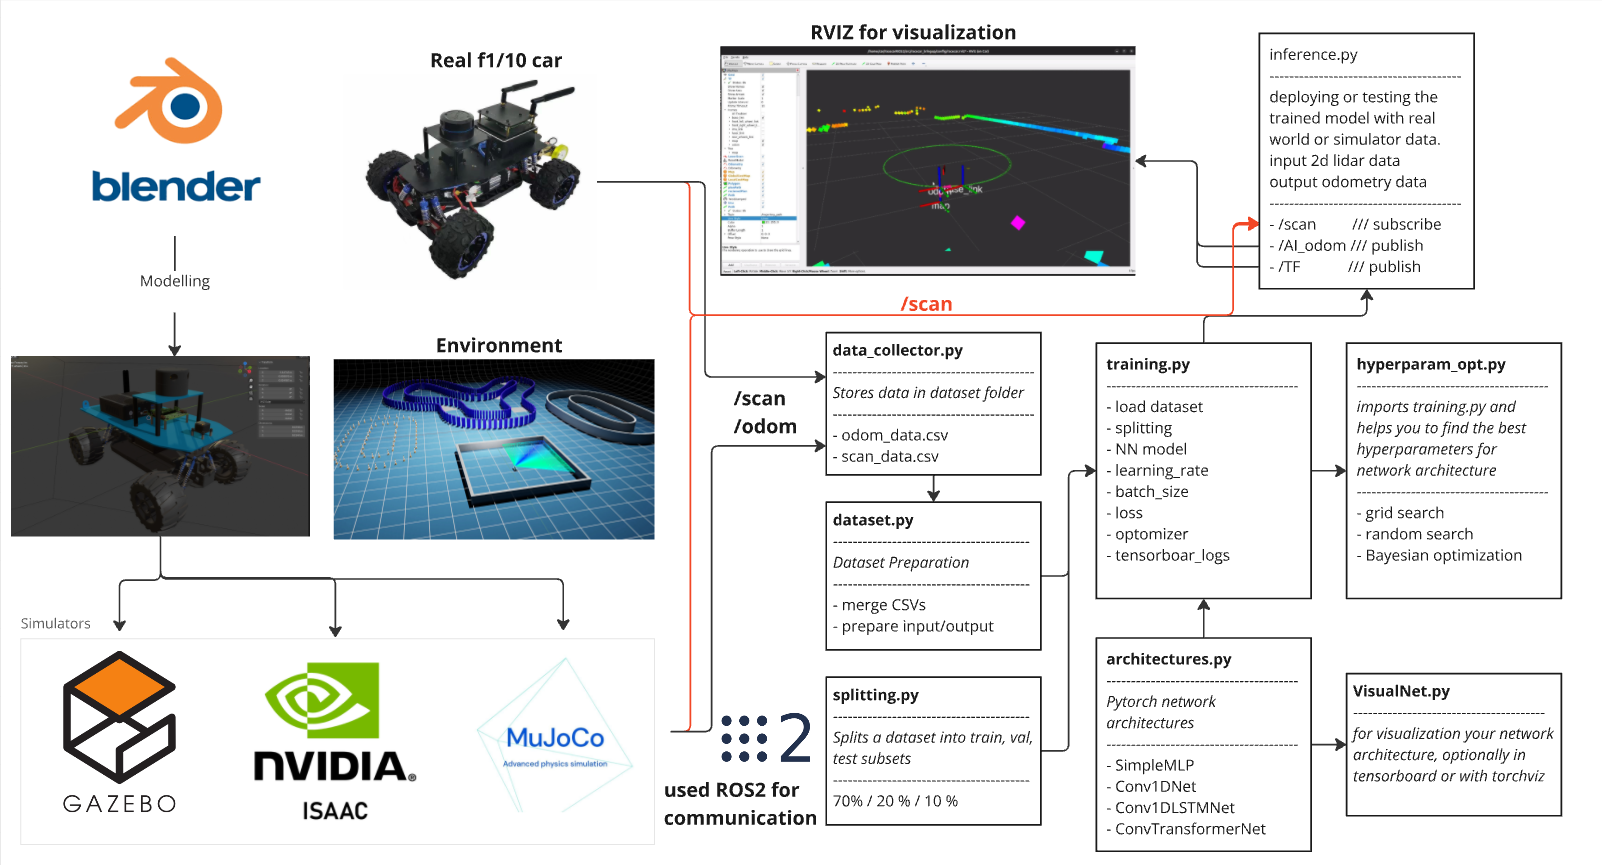 blender
Modelling
Real f1/10 car
RVIZ for visualization
map
Environment
Simulators
GAZEBO
NVIDIA.
ISAAC
MuJoCo
Advanced physics simulation
2
used ROS2 for
communication
/scan
/scan
/odom
data_collector.py
Stores data in dataset folder
- odom_data.csv
- scan_data.csv
dataset.py
Dataset Preparation
- merge CSVs
- prepare input/output
splitting.py
Splits a dataset into train, val,
test subsets
70% / 20 % / 10 %
inference.py
deploying or testing the
trained model with real
world or simulator data.
input 2d lidar data
output odometry data
- /scan /// subscribe
- /AI_odom /// publish
- /TF /// publish
training.py
- load dataset
- splitting
- NN model
- learning_rate
- batch_size
- loss
- optomizer
- tensorboar_logs
hyperparam_opt.py
imports training.py and
helps you to find the best
hyperparameters for
network architecture
- grid search
- random search
- Bayesian optimization
architectures.py
Pytorch network
architectures
- SimpleMLP
- Conv1DNet
- Conv1DLSTMNet
- ConvTransformerNet
VisualNet.py
for visualization your network
architecture, optionally in
tensorboard or with torchviz